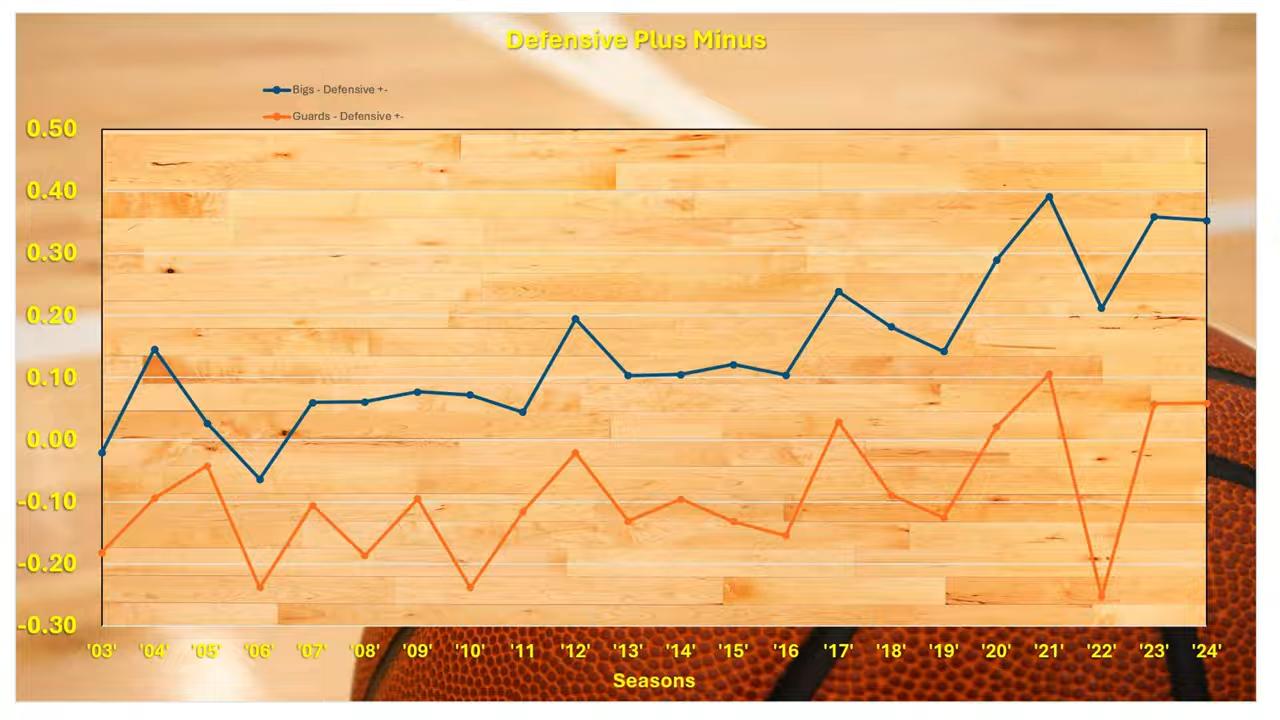 Defensive Plus Minus
Bigs - Defensive +-
Guards - Defensive +-
0.50
0.40
0.30
0.20
0.10
0.00
-0.10
-0.20
-0.30
'03' '04' '05' '06' '07' '08' '09' '10' '11 '12' '13' '14' '15' '16 '17' '18' '19' '20' '21' '22' '23' '24'
Seasons